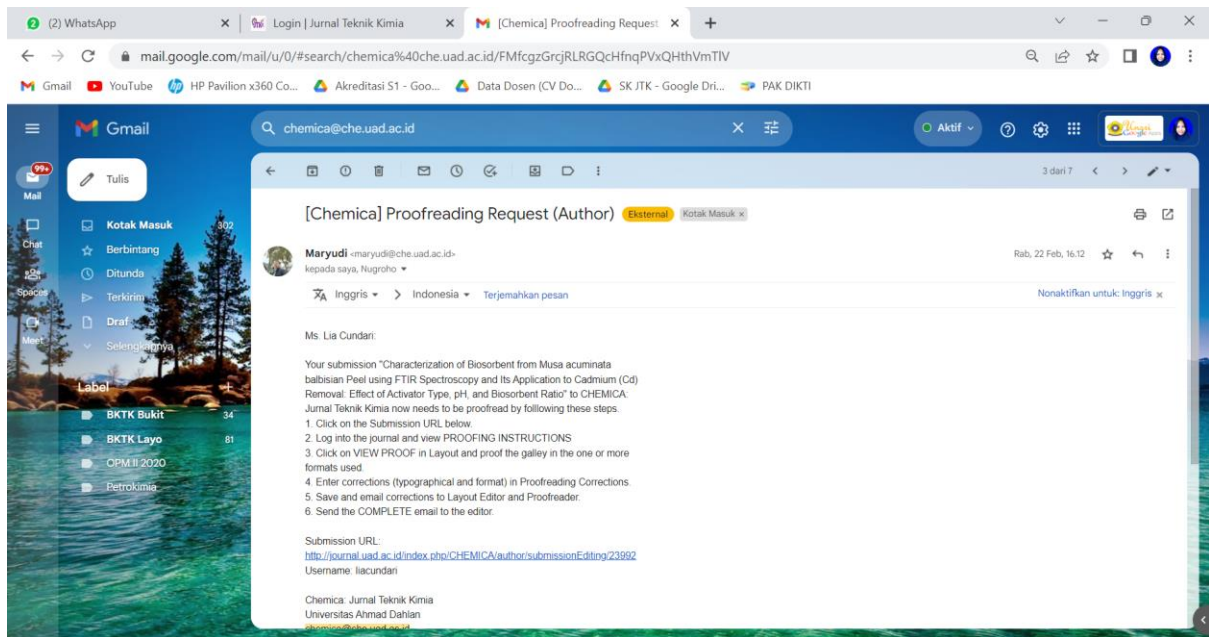 2 (2) WhatsApp
Login | Jurnal Teknik Kimia
[Chemica] Proofreading Request
mail.google.com/mail/u/0/#search/chemica%40che.uad.ac.id/FMfcgzGrcjRLRGQcHfnqPVxQHthVmTlV
Gmail
YouTube
HP Pavilion x360 Co...
Akreditasi S1 - Goo...
Data Dosen (CV Do...
SK JTK - Google Dri...
PAK DIKTI
Gmail
chemica@che.uad.ac.id
Aktif
99+
Mail
Chat
Spaces
Meet
Tulis
Kotak Masuk 302
Berbintang
Ditunda
Terkirim
Draf
Selengkapnya
Label
BKTK Bukit 34
BKTK Layo 81
OPM II 2020
Petrokimia
3 dari 7
[Chemica] Proofreading Request (Author) Eksternal Kotak Masuk ×
Maryudi <maryudi@che.uad.ac.id>
Rab, 22 Feb, 16.12
kepada saya, Nugroho
Inggris > Indonesia Terjemahkan pesan
Nonaktifkan untuk: Inggris ×
Ms. Lia Cundari:
Your submission "Characterization of Biosorbent from Musa acuminata
balbisian Peel using FTIR Spectroscopy and Its Application to Cadmium (Cd)
Removal: Effect of Activator Type, pH, and Biosorbent Ratio" to CHEMICA:
Jurnal Teknik Kimia now needs to be proofread by folllowing these steps.
1. Click on the Submission URL below.
2. Log into the journal and view PROOFING INSTRUCTIONS
3. Click on VIEW PROOF in Layout and proof the galley in the one or more
formats used.
4. Enter corrections (typographical and format) in Proofreading Corrections.
5. Save and email corrections to Layout Editor and Proofreader.
6. Send the COMPLETE email to the editor.
Submission URL:
http://journal.uad.ac.id/index.php/CHEMICA/author/submissionEditing/23992
Username: liacundari
Chemica: Jurnal Teknik Kimia
Universitas Ahmad Dahlan
chemica@che.uad.ac.id